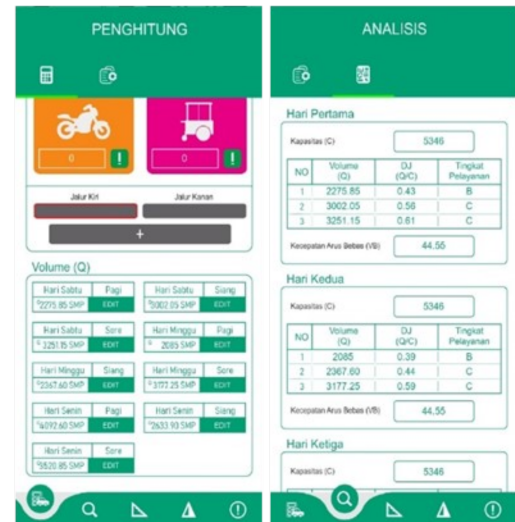 PENGHITUNG
0
!
0
!
Jalur Kiri
Jalur Kanan
+
Volume (Q)
Hari Sabtu Pagi Hari Sabtu Siang
2275.85 SMP EDIT 3002.05 SMP EDIT
Hari Sabtu Sore Hari Minggu Pagi
3251.15 SMP EDIT 2085 SMP EDIT
Hari Minggu Siang Hari Minggu Sore
2367.60 SMP EDIT 3177.25 SMP EDIT
Hari Senin Pagi Hari Senin Siang
4092.60 SMP EDIT 2633.93 SMP EDIT
Hari Senin Sore
3520.85 SMP EDIT
ANALISIS
Hari Pertama
Kapasitas (C) 5346
NO Volume (Q) DJ (Q/C) Tingkat Pelayanan
1 2275.85 0.43 B
2 3002.05 0.56 C
3 3251.15 0.61 C
Kecepatan Arus Bebas (VB) 44.55
Hari Kedua
Kapasitas (C) 5346
NO Volume (Q) DJ (Q/C) Tingkat Pelayanan
1 2085 0.39 B
2 2367.60 0.44 C
3 3177.25 0.59 C
Kecepatan Arus Bebas (VB) 44.55
Hari Ketiga
Kapasitas (C) 5346